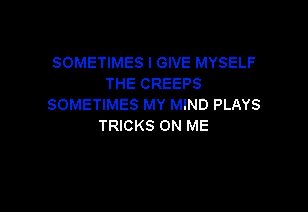 SOMETIMES I GIVE MYSELF
THE CREEPS
SOMETIMES MY MIND PLAYS
TRICKS ON ME